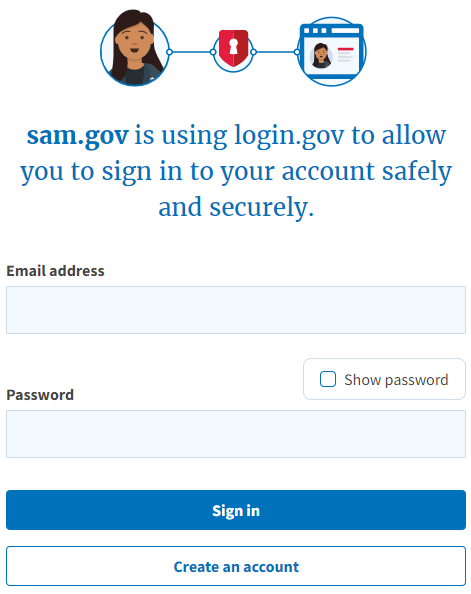 sam.gov is using login.gov to allow
you to sign in to your account safely
and securely.
Email address
Show password
Password
Sign in
Create an account